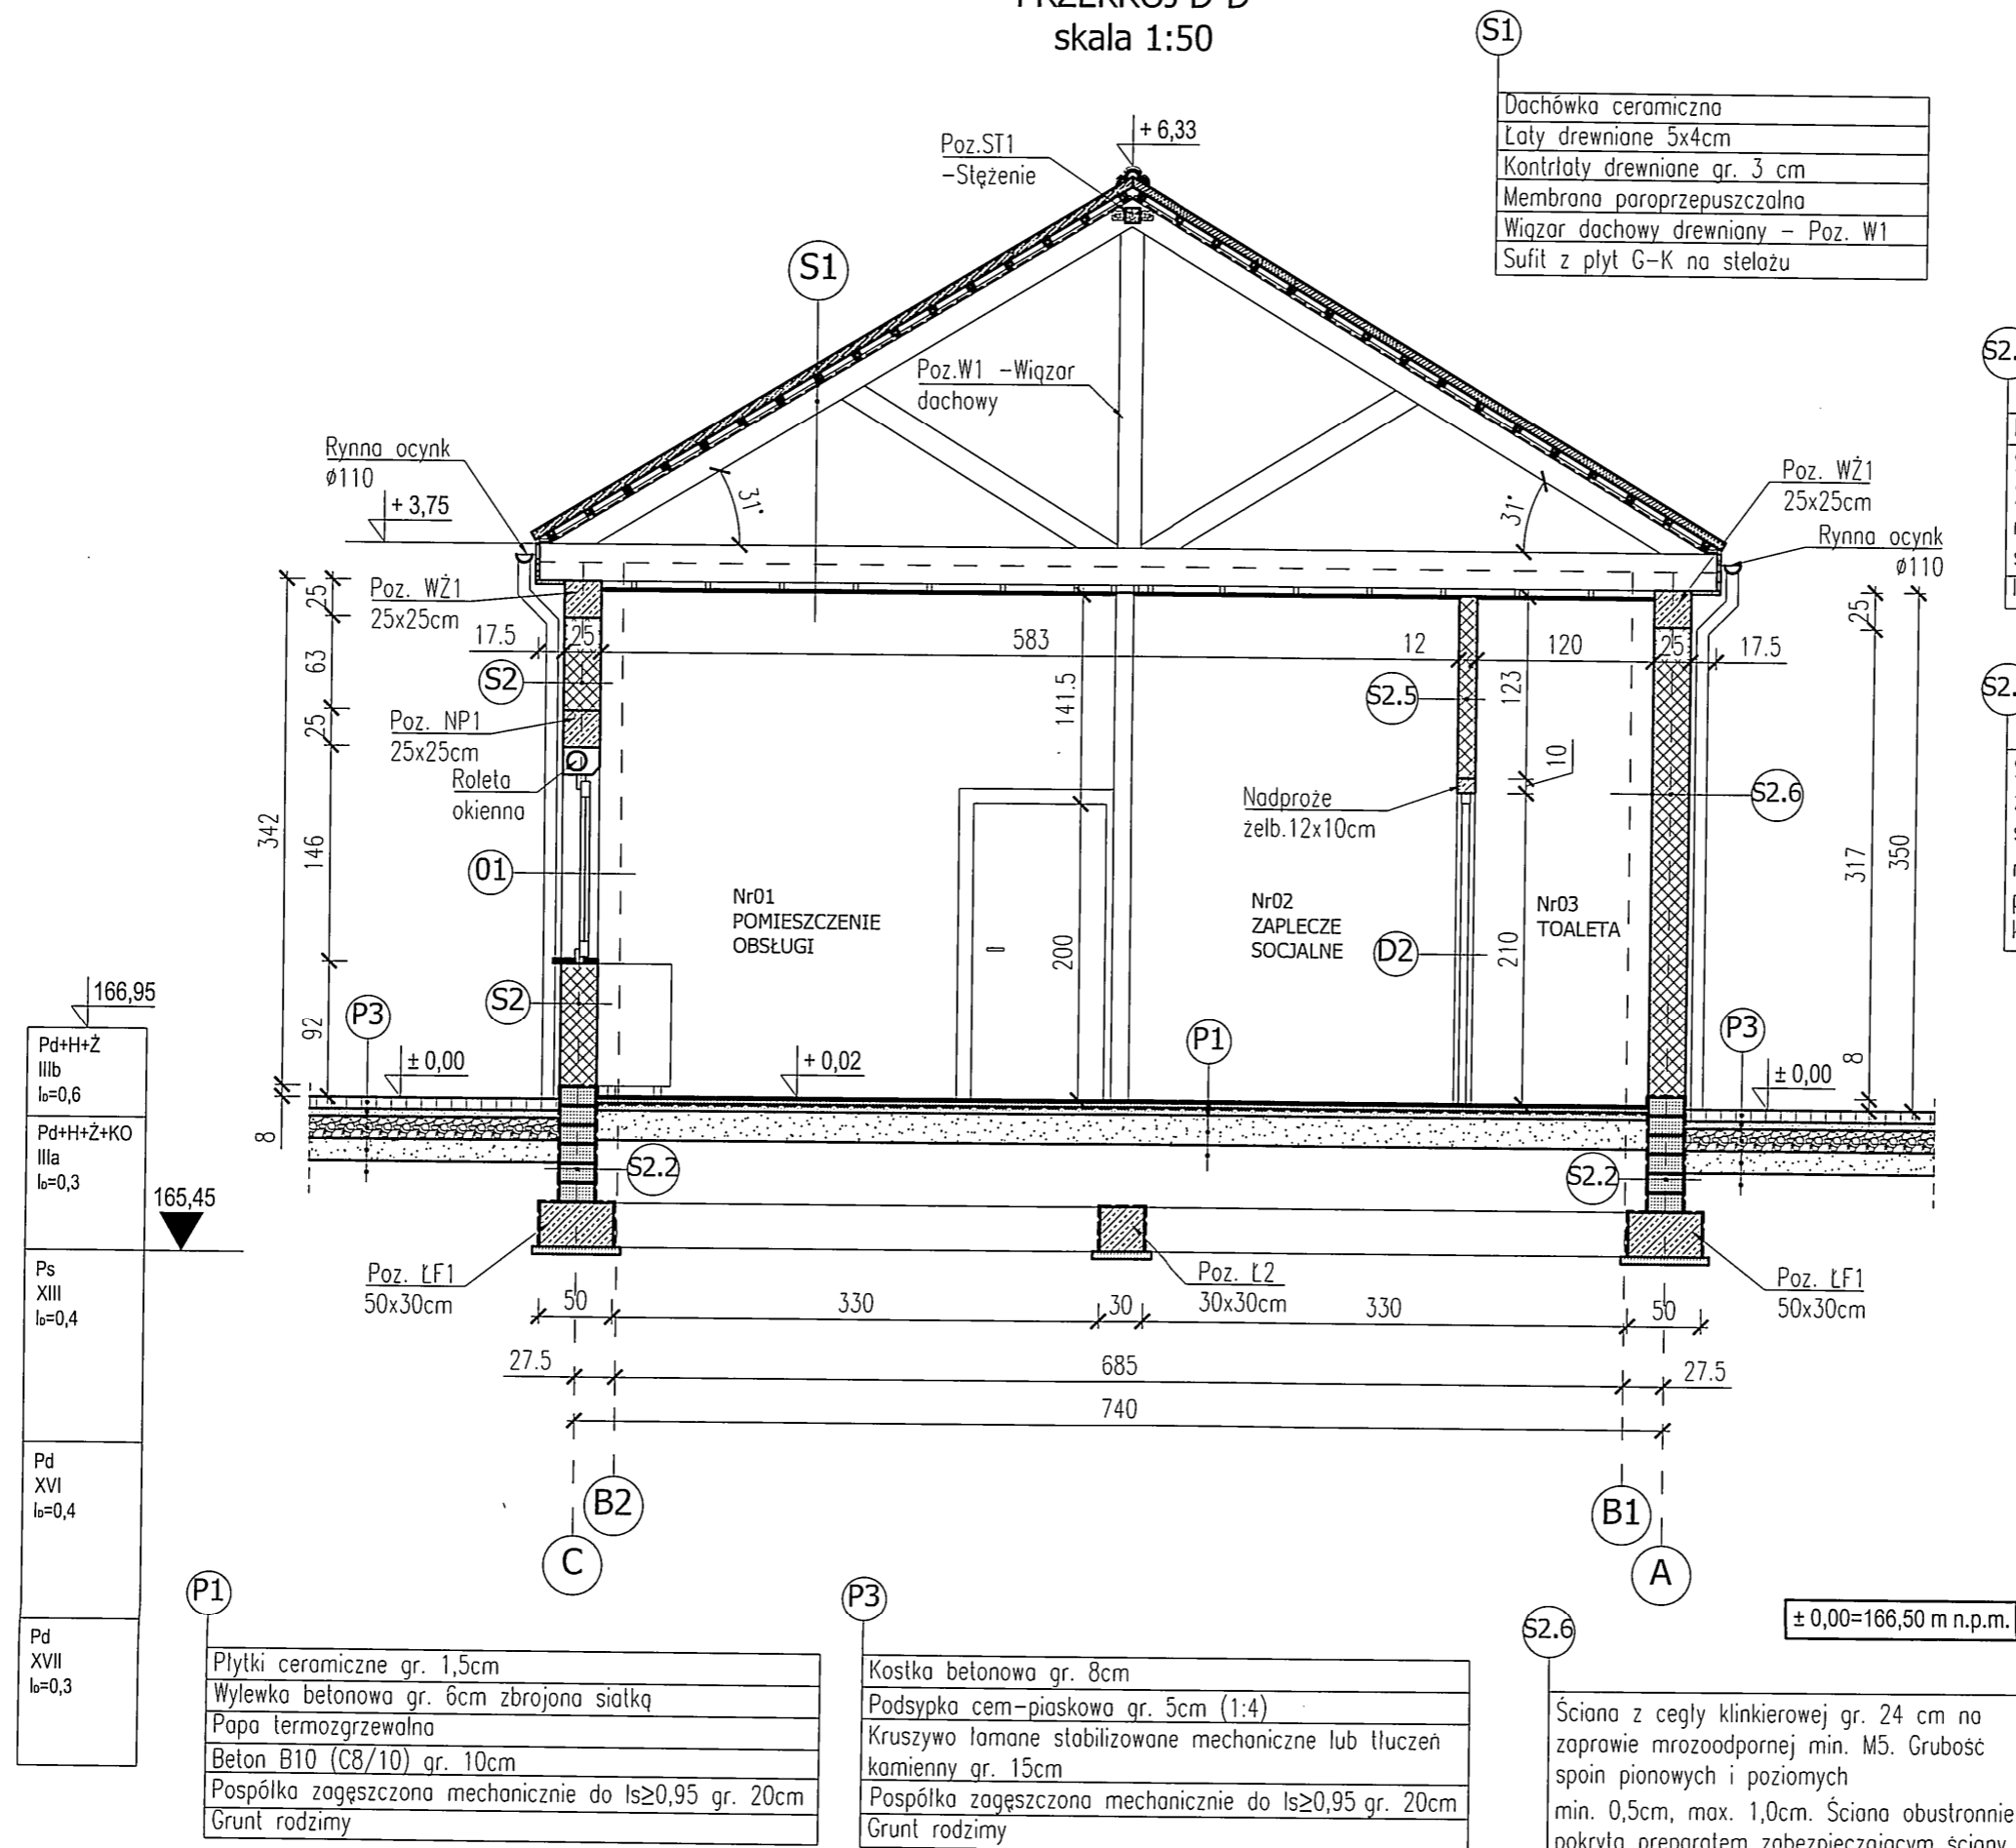 skala 1:50
S1
Dachówka ceramiczna
Łaty drewniane 5x4cm
Kontrłaty drewniane gr. 3 cm
Membrana paroprzepuszczalna
Wiązar dachowy drewniany – Poz. W1
Sufit z płyt G–K na stelażu
Poz.ST1
–Stężenie
+ 6,33
S1
Poz.W1 –Wiązar
dachowy
Rynna ocynk
ø110
+ 3,75
31°
31°
Poz. WŻ1
25x25cm
Rynna ocynk
ø110
Poz. WŻ1
25x25cm
25
63
25
146
92
342
8
17.5
25
583
12
120
25
17.5
S2
Poz. NP1
25x25cm
Roleta
okienna
01
S2
141.5
200
S2.5
123
10
210
Nadproże
żelb.12x10cm
S2.6
25
317
350
8
Nr01
POMIESZCZENIE
OBSŁUGI
Nr02
ZAPLECZE
SOCJALNE
Nr03
TOALETA
D2
P3
± 0,00
+ 0,02
P1
P3
± 0,00
166,95
Pd+H+Ż
IIIb
ID=0,6
Pd+H+Ż+KO
IIIa
ID=0,3
165,45
Ps
XIII
ID=0,4
Pd
XVI
ID=0,4
Pd
XVII
ID=0,3
S2.2
S2.2
Poz. ŁF1
50x30cm
Poz. Ł2
30x30cm
Poz. ŁF1
50x30cm
50
330
30
330
50
27.5
685
27.5
740
B2
C
B1
A
± 0,00=166,50 m n.p.m.
P1
Płytki ceramiczne gr. 1,5cm
Wylewka betonowa gr. 6cm zbrojona siatką
Papa termozgrzewalna
Beton B10 (C8/10) gr. 10cm
Pospółka zagęszczona mechanicznie do Is≥0,95 gr. 20cm
Grunt rodzimy
P3
Kostka betonowa gr. 8cm
Podsypka cem–piaskowa gr. 5cm (1:4)
Kruszywo łamane stabilizowane mechaniczne lub tłuczeń
kamienny gr. 15cm
Pospółka zagęszczona mechanicznie do Is≥0,95 gr. 20cm
Grunt rodzimy
S2.6
Ściana z cegły klinkierowej gr. 24 cm na
zaprawie mrozoodpornej min. M5. Grubość
spoin pionowych i poziomych
min. 0,5cm, max. 1,0cm. Ściana obustronnie
pokryta preparatem zabezpieczającym ściany